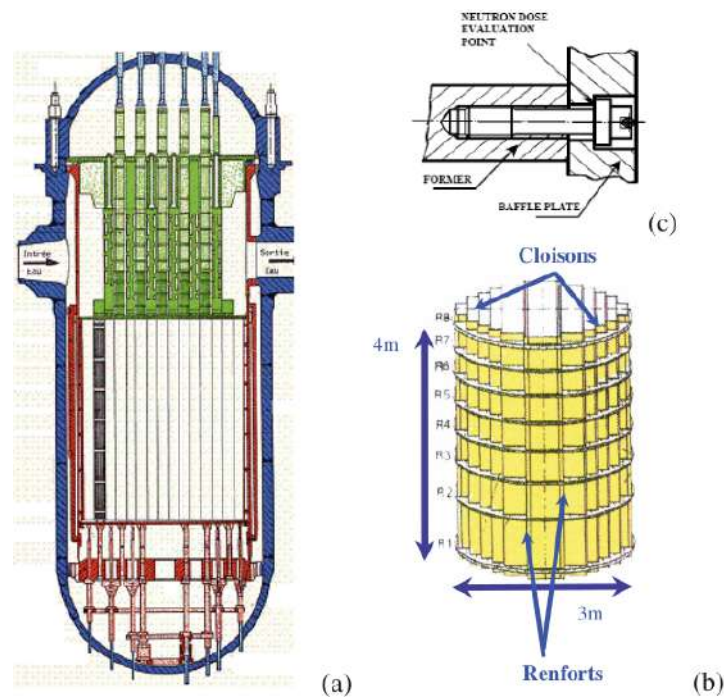 NEUTRON DOSE
EVALUATION
POINT
FORMER
BAFFLE PLATE
(c)
Entrée
Eau
Sortie
Eau
Cloisons
4m
R8
R7
R6
R5
R4
R3
R2
R1
3m
Renforts
(a)
(b)